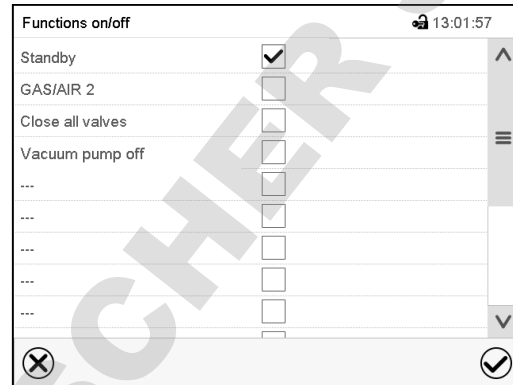 Functions on/off 13:01:57
Standby
GAS/AIR 2
Close all valves
Vacuum pump off
---
---
---
---
---